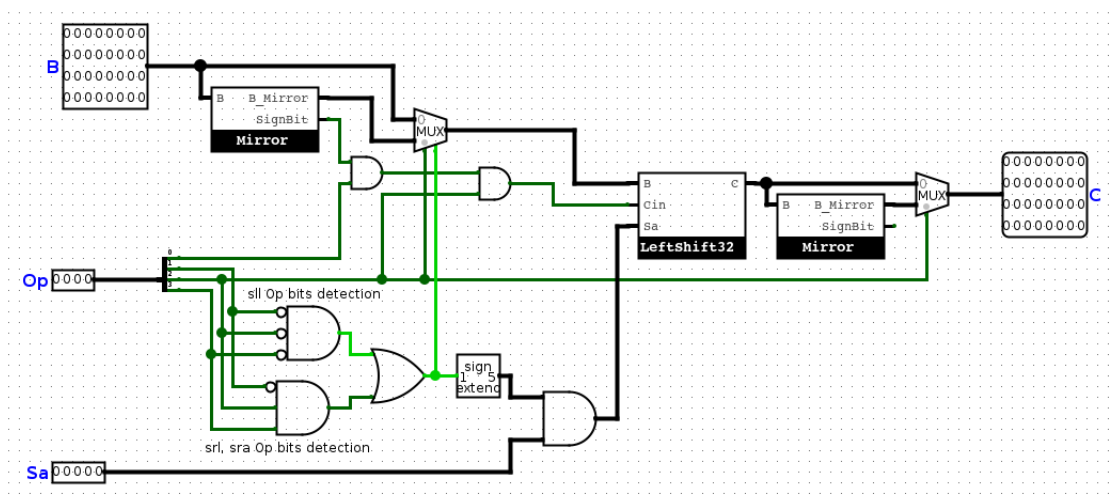 00000000
00000000
B
00000000
00000000
B B_Mirror
SignBit
Mirror
0
MUX
B C
Cin
Sa
LeftShift32
0
MUX
B B_Mirror
SignBit
Mirror
00000000
00000000
C
00000000
00000000
Op 0000
0
1
2
3
sll Op bits detection
sign
1 5
extend
srl, sra Op bits detection
Sa 00000